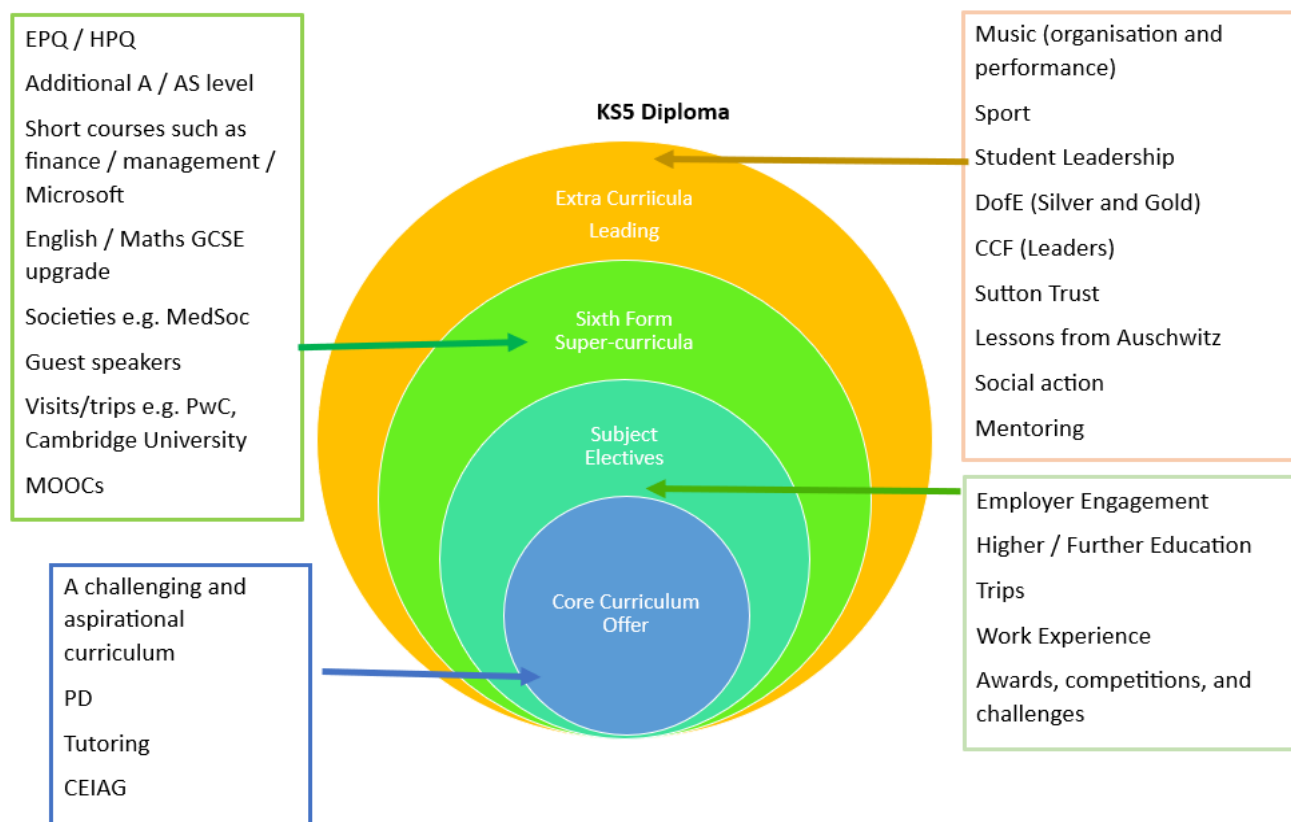 KS5 Diploma
EPQ / HPQ
Additional A / AS level
Short courses such as
finance / management /
Microsoft
English / Maths GCSE
upgrade
Societies e.g. MedSoc
Guest speakers
Visits/trips e.g. PwC,
Cambridge University
MOOCs
A challenging and
aspirational
curriculum
PD
Tutoring
CEIAG
Extra Curriicula
Leading
Sixth Form
Super-curricula
Subject
Electives
Core Curriculum
Offer
Music (organisation and
performance)
Sport
Student Leadership
DofE (Silver and Gold)
CCF (Leaders)
Sutton Trust
Lessons from Auschwitz
Social action
Mentoring
Employer Engagement
Higher / Further Education
Trips
Work Experience
Awards, competitions, and
challenges